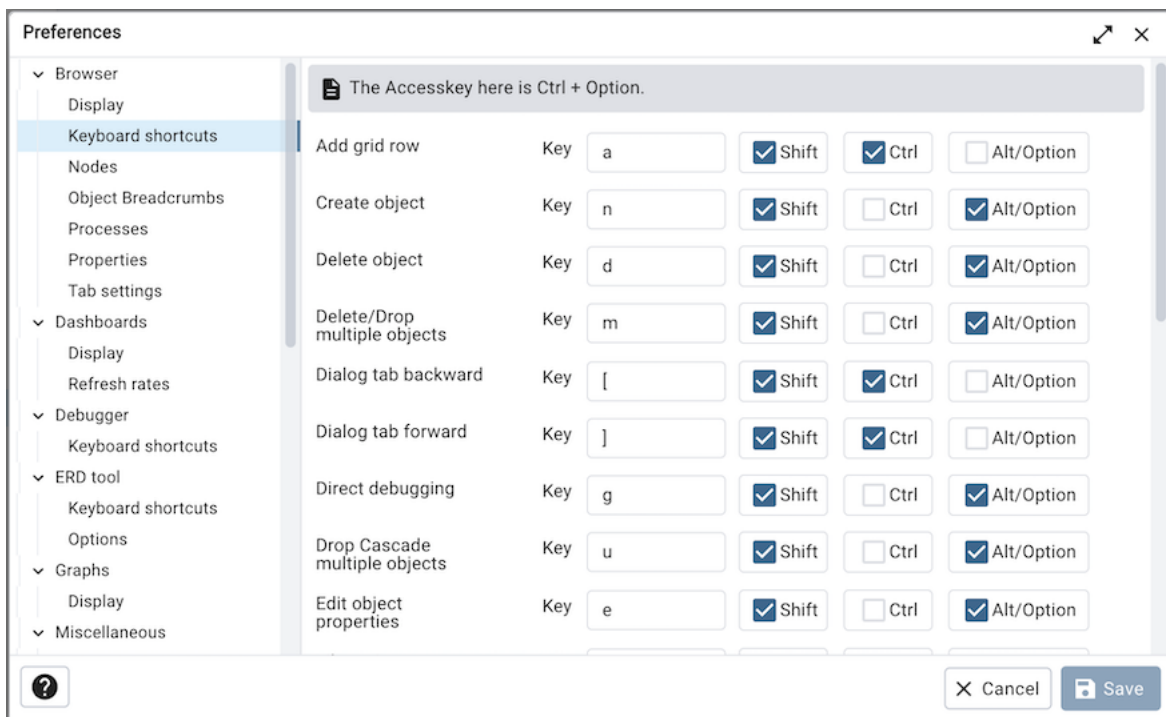 Preferences
Browser
Display
Keyboard shortcuts
Nodes
Object Breadcrumbs
Processes
Properties
Tab settings
Dashboards
Display
Refresh rates
Debugger
Keyboard shortcuts
ERD tool
Keyboard shortcuts
Options
Graphs
Display
Miscellaneous
The Accesskey here is Ctrl + Option.
Add grid row Key a Shift Ctrl Alt/Option
Create object Key n Shift Ctrl Alt/Option
Delete object Key d Shift Ctrl Alt/Option
Delete/Drop
multiple objects Key m Shift Ctrl Alt/Option
Dialog tab backward Key [ Shift Ctrl Alt/Option
Dialog tab forward Key ] Shift Ctrl Alt/Option
Direct debugging Key g Shift Ctrl Alt/Option
Drop Cascade
multiple objects Key u Shift Ctrl Alt/Option
Edit object
properties Key e Shift Ctrl Alt/Option
? Cancel Save